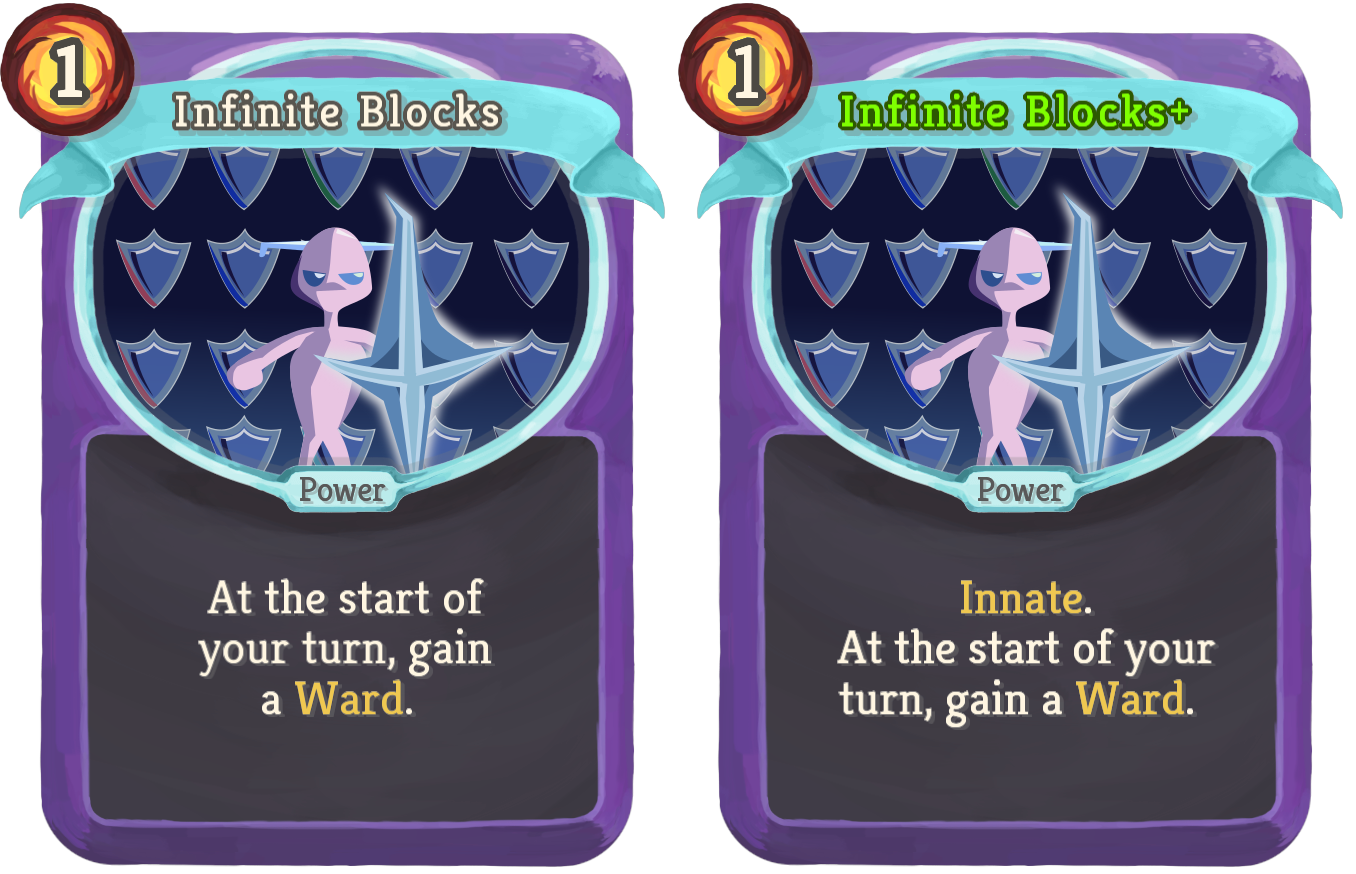 1
Infinite Blocks
Power
At the start of
your turn, gain
a Ward.
1
Infinite Blocks+
Power
Innate.
At the start of your
turn, gain a Ward.